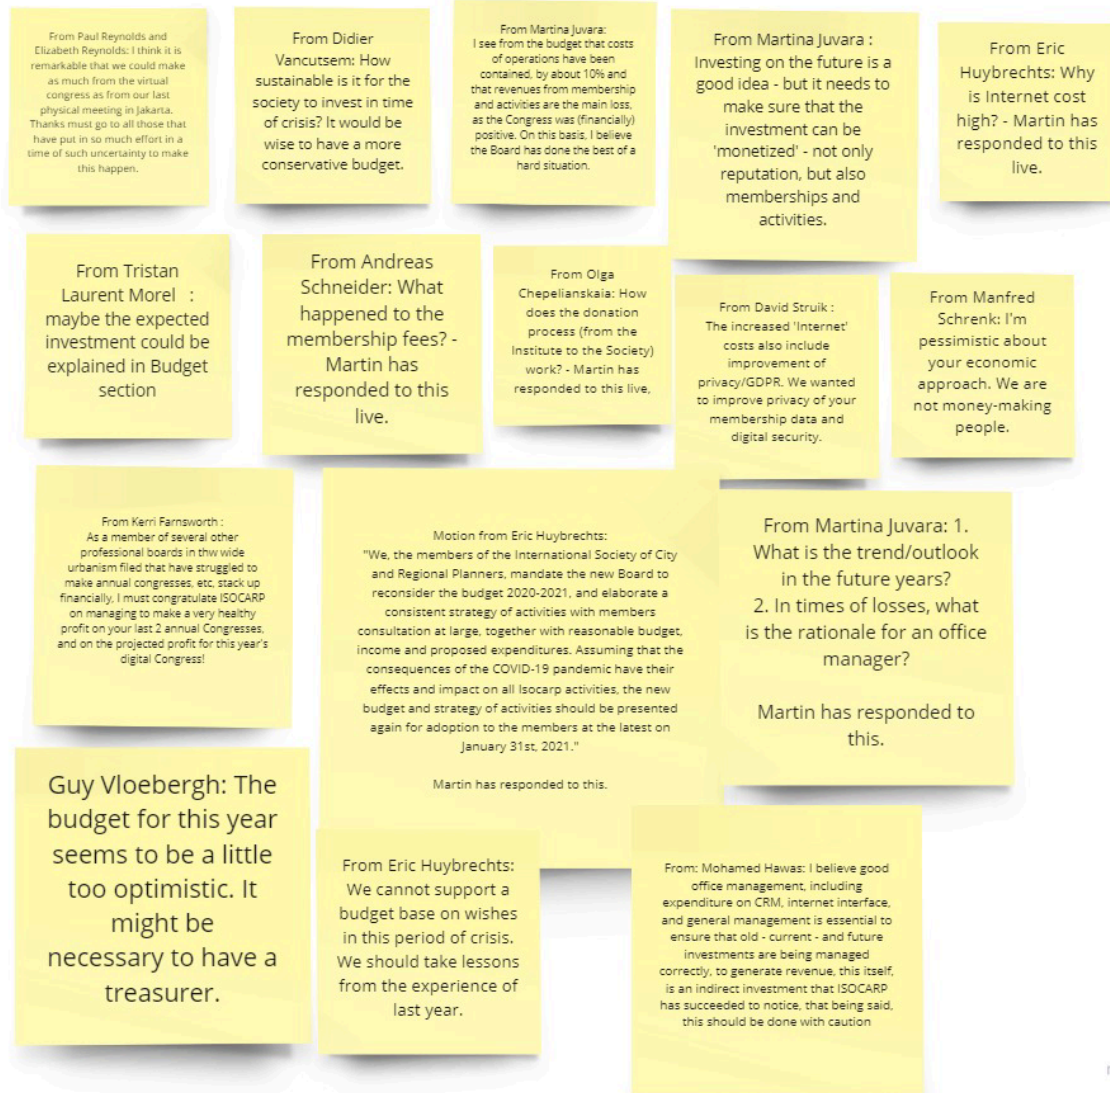 From Paul Reynolds and
Elizabeth Reynolds: I think it is
remarkable that we could make
as much from the virtual
congress as from our last
physical meeting in Jakarta.
Thanks must go to all those that
have put in so much effort in a
time of such uncertainty to make
this happen.
From Didier
Vancutsem: How
sustainable is it for the
society to invest in time
of crisis? It would be
wise to have a more
conservative budget.
From Martina Juvara:
I see from the budget that costs
of operations have been
contained, by about 10% and
that revenues from membership
and activities are the main loss,
as the Congress was (financially)
positive. On this basis, I believe
the Board has done the best of a
hard situation.
From Martina Juvara :
Investing on the future is a
good idea - but it needs to
make sure that the
investment can be
'monetized' - not only
reputation, but also
memberships and
activities.
From Eric
Huybrechts: Why
is Internet cost
high? - Martin has
responded to this
live.
From Tristan
Laurent Morel :
maybe the expected
investment could be
explained in Budget
section
From Andreas
Schneider: What
happened to the
membership fees? -
Martin has
responded to this
live.
From Olga
Chepelianskaia: How
does the donation
process (from the
Institute to the Society)
work? - Martin has
responded to this live,
From David Struik :
The increased 'Internet'
costs also include
improvement of
privacy/GDPR. We wanted
to improve privacy of your
membership data and
digital security.
From Manfred
Schrenk: I'm
pessimistic about
your economic
approach. We are
not money-making
people.
From Kerri Farnsworth :
As a member of several other
professional boards in thw wide
urbanism filed that have struggled to
make annual congresses, etc, stack up
financially, I must congratulate ISOCARP
on managing to make a very healthy
profit on your last 2 annual Congresses,
and on the projected profit for this year's
digital Congress!
Motion from Eric Huybrechts:
"We, the members of the International Society of City
and Regional Planners, mandate the new Board to
reconsider the budget 2020-2021, and elaborate a
consistent strategy of activities with members
consultation at large, together with reasonable budget,
income and proposed expenditures. Assuming that the
consequences of the COVID-19 pandemic have their
effects and impact on all Isocarp activities, the new
budget and strategy of activities should be presented
again for adoption to the members at the latest on
January 31st, 2021."
Martin has responded to this.
From Martina Juvara: 1.
What is the trend/outlook
in the future years?
2. In times of losses, what
is the rationale for an office
manager?
Martin has responded to
this.
Guy Vloebergh: The
budget for this year
seems to be a little
too optimistic. It
might be
necessary to have a
treasurer.
From Eric Huybrechts:
We cannot support a
budget base on wishes
in this period of crisis.
We should take lessons
from the experience of
last year.
From: Mohamed Hawas: I believe good
office management, including
expenditure on CRM, internet interface,
and general management is essential to
ensure that old - current - and future
investments are being managed
correctly, to generate revenue, this itself,
is an indirect investment that ISOCARP
has succeeded to notice, that being said,
this should be done with caution